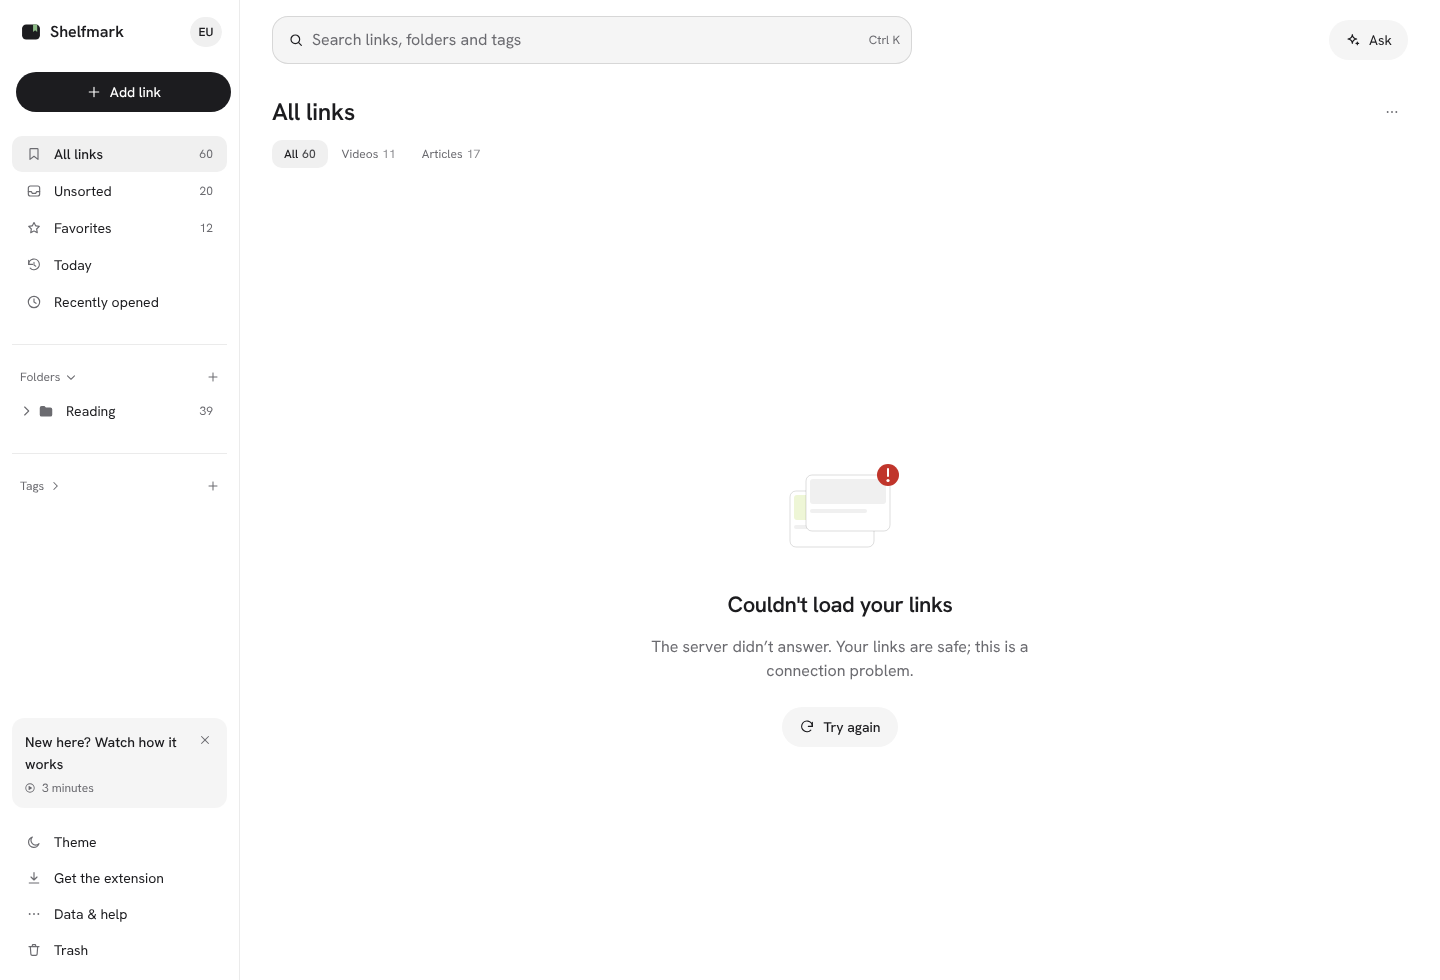 Shelfmark
EU
Add link
All links 60
Unsorted 20
Favorites 12
Today
Recently opened
Folders
Reading 39
Tags
New here? Watch how it
works
3 minutes
Theme
Get the extension
Data & help
Trash
Search links, folders and tags Ctrl K
Ask
All links
All 60 Videos 11 Articles 17
Couldn't load your links
The server didn’t answer. Your links are safe; this is a
connection problem.
Try again